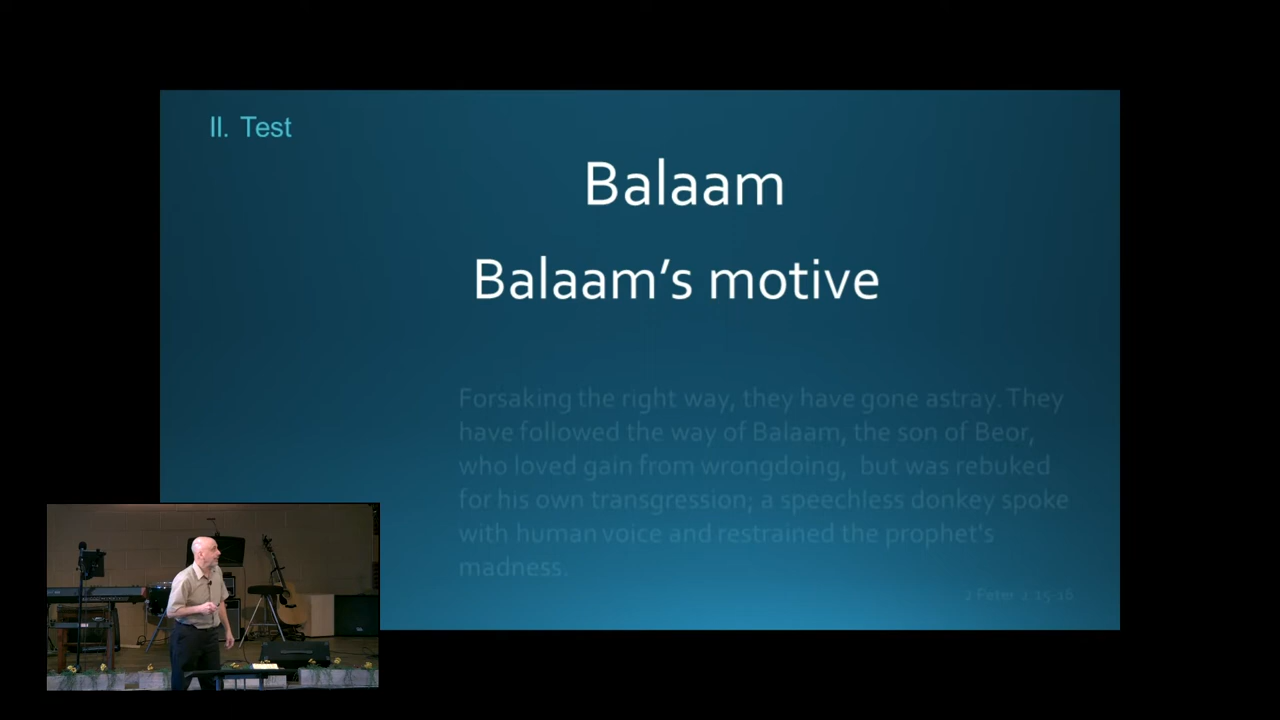 II. Test
Balaam
Balaam's motive
Forsaking the right way, they have gone astray. They
have followed the way of Balaam, the son of Beor,
who loved gain from wrongdoing, but was rebuked
for his own transgression; a speechless donkey spoke
with human voice and restrained the prophet's
madness.
2 Peter 2:15-16